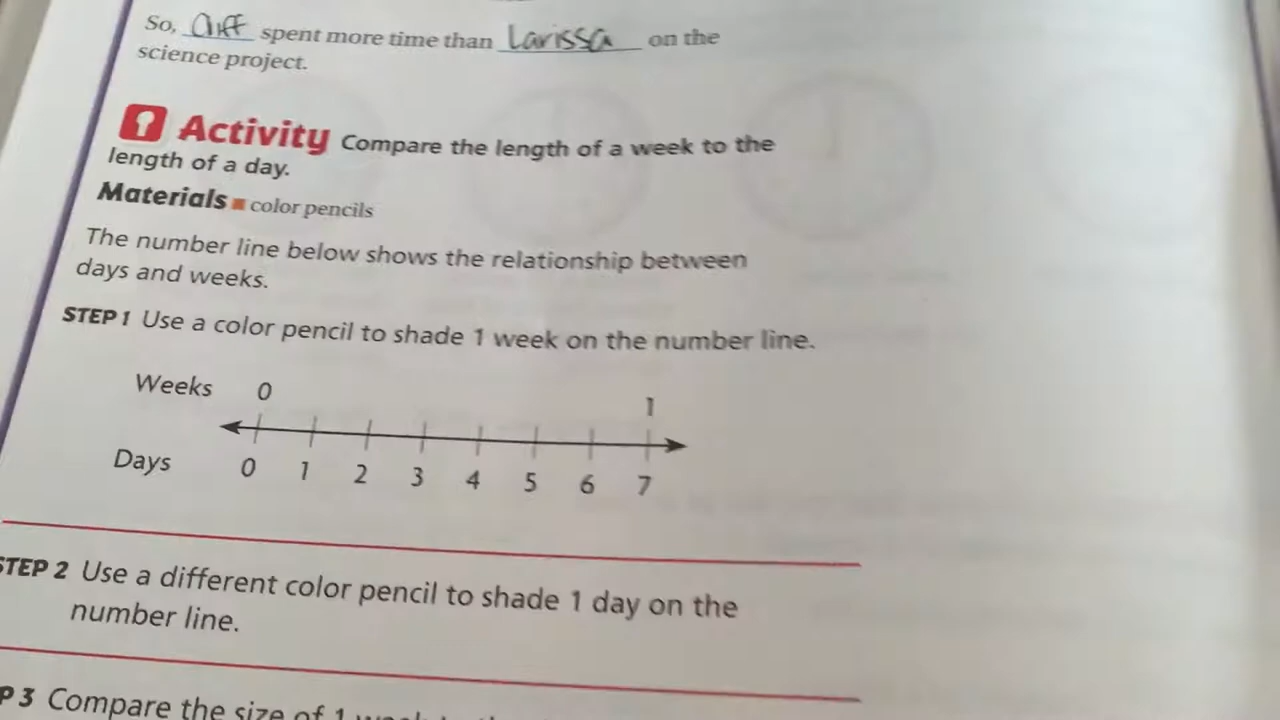 So, Cliff spent more time than Larissa on the
science project.
Activity Compare the length of a week to the
length of a day.
Materials ■ color pencils
The number line below shows the relationship between
days and weeks.
STEP 1 Use a color pencil to shade 1 week on the number line.
Weeks 0 1
Days 0 1 2 3 4 5 6 7
STEP 2 Use a different color pencil to shade 1 day on the
number line.
P 3 Compare the size of 1 week